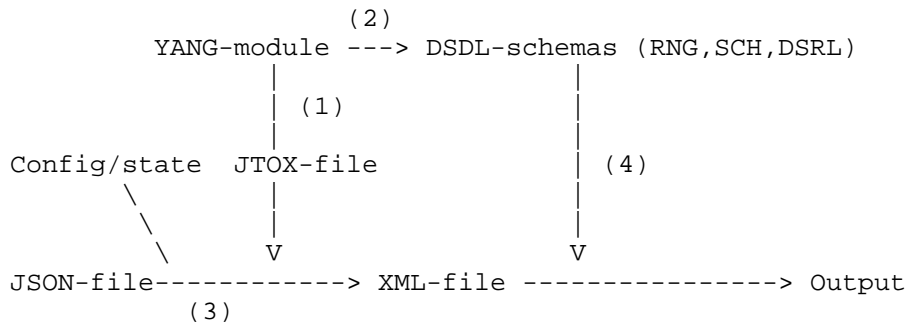 (2)
YANG-module ---> DSDL-schemas (RNG,SCH,DSRL)
| |
| (1) |
| |
Config/state JTOX-file | (4)
\ | |
\ | |
\ V V
JSON-file------------> XML-file ----------------> Output
(3)